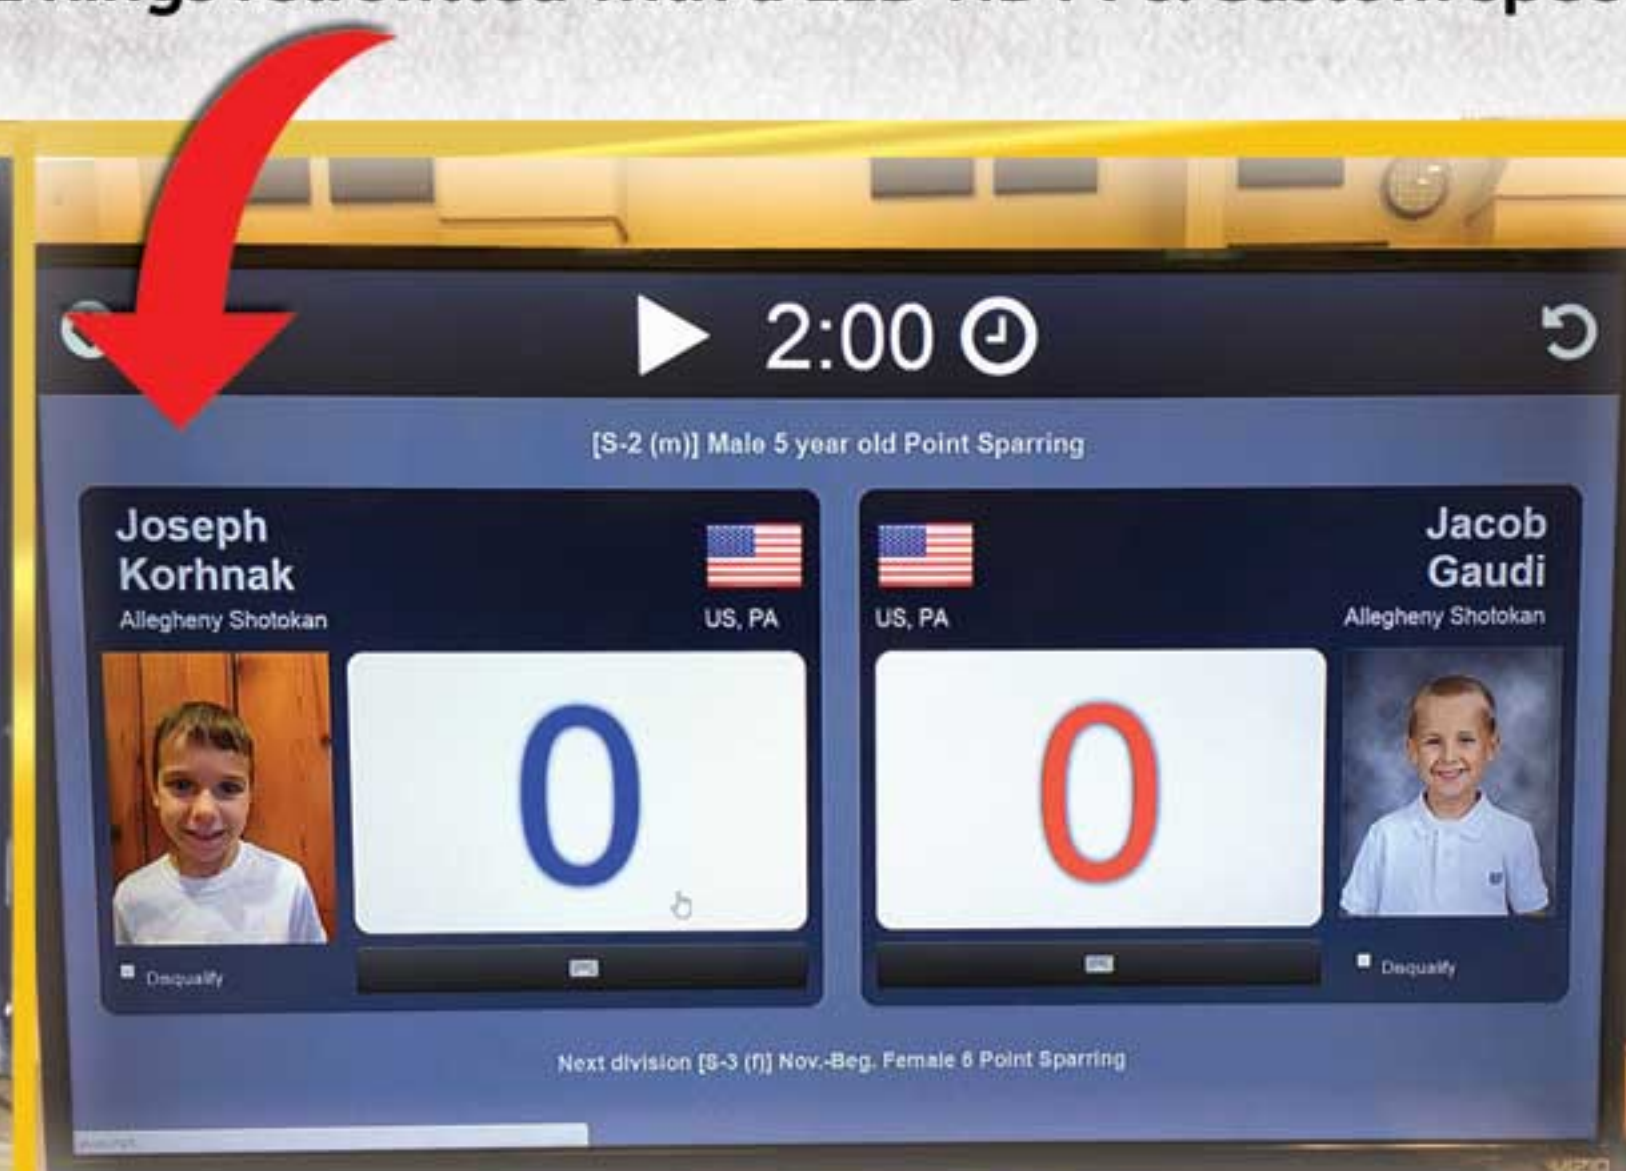 2:00
[S-2 (m)] Male 5 year old Point Sparring
Joseph
Korhnak
Allegheny Shotokan
US, PA
0
Disqualify
Jacob
Gaudi
US, PA
Allegheny Shotokan
0
Disqualify
Next division [S-3 (f)] Nov.-Beg. Female 6 Point Sparring